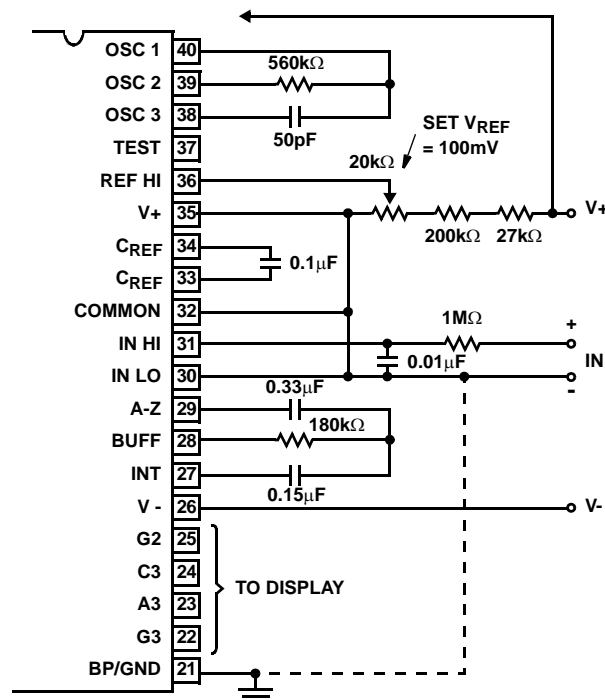 OSC 1 40
560kΩ
OSC 2 39
OSC 3 38
50pF
SET VREF
= 100mV
TEST 37
20kΩ
REF HI 36
V+ 35
V+
200kΩ 27kΩ
CREF 34
0.1μF
CREF 33
COMMON 32
1MΩ
+
IN HI 31
0.01μF
IN
IN LO 30
-
0.33μF
A-Z 29
180kΩ
BUFF 28
INT 27
0.15μF
V - 26
V-
G2 25
C3 24
TO DISPLAY
A3 23
G3 22
BP/GND 21